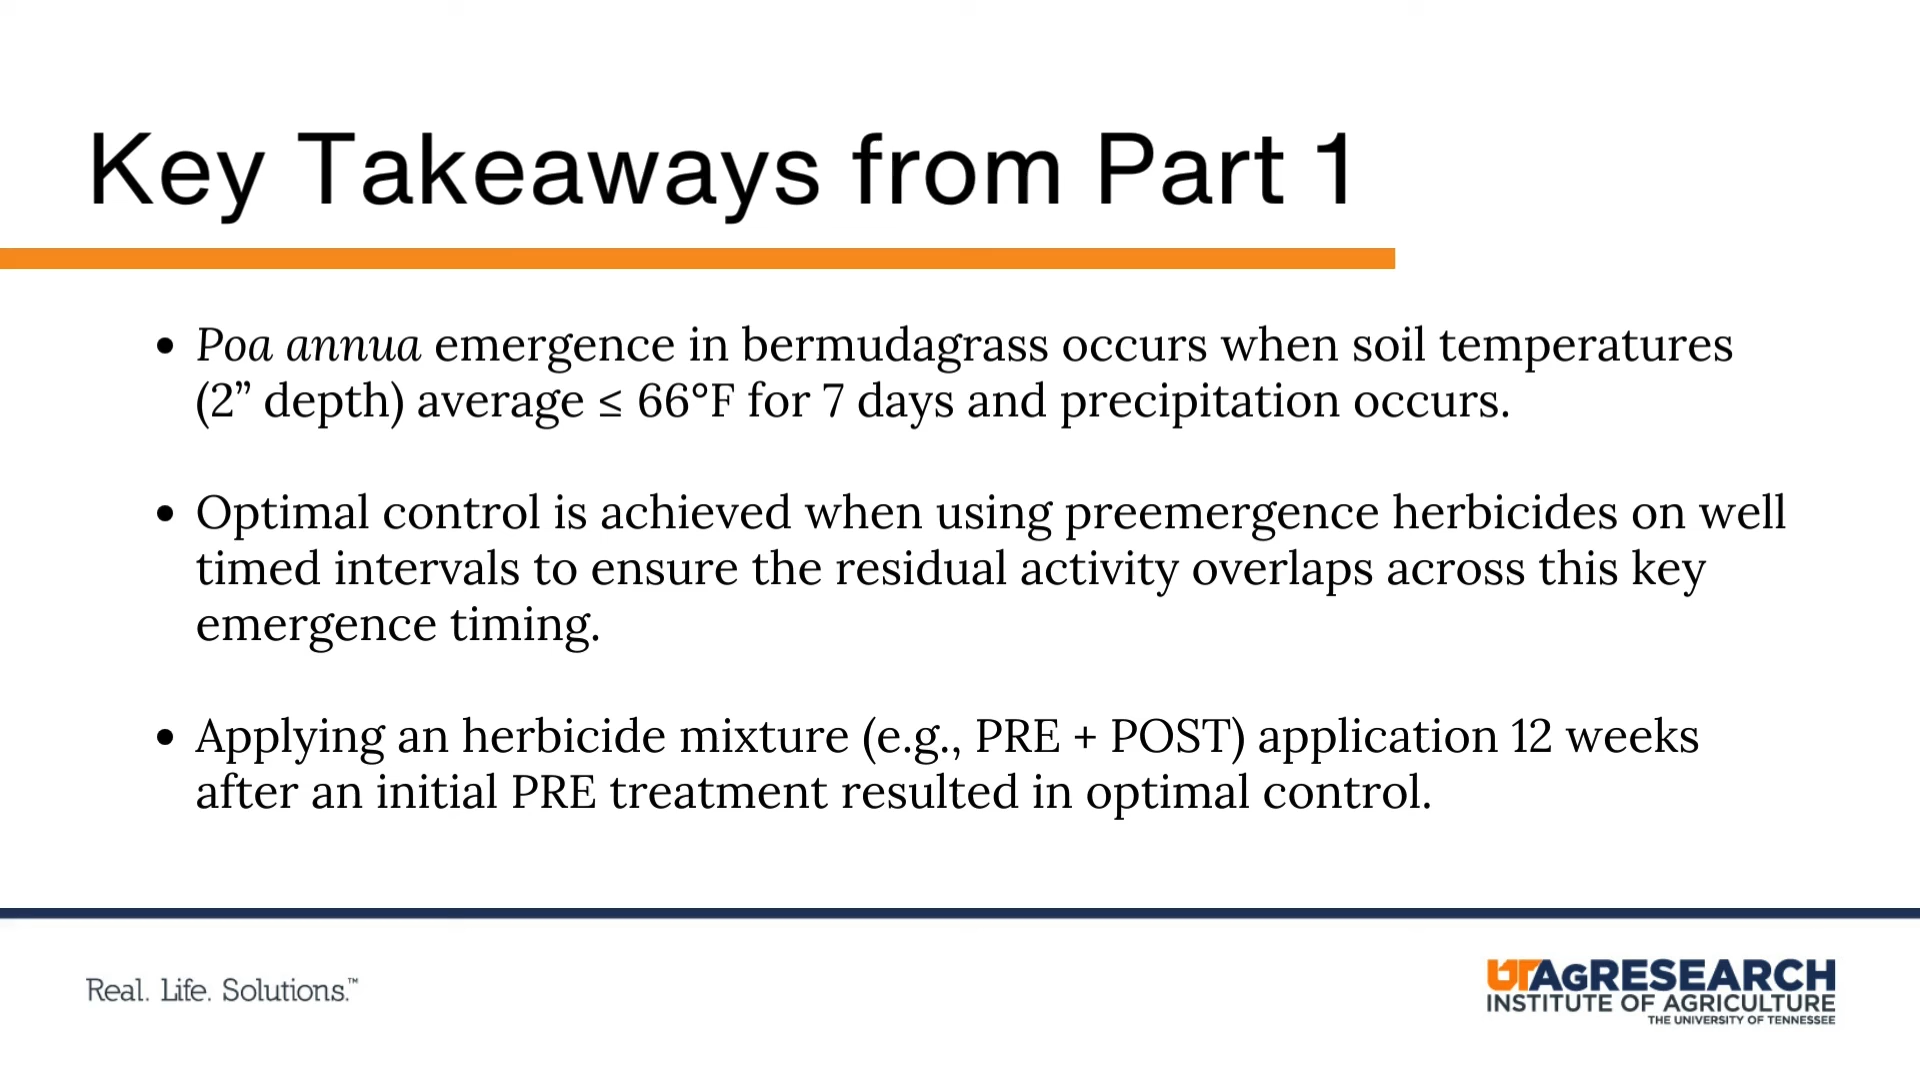 Key Takeaways from Part 1
• Poa annua emergence in bermudagrass occurs when soil temperatures
(2” depth) average ≤ 66°F for 7 days and precipitation occurs.
• Optimal control is achieved when using preemergence herbicides on well
timed intervals to ensure the residual activity overlaps across this key
emergence timing.
• Applying an herbicide mixture (e.g., PRE + POST) application 12 weeks
after an initial PRE treatment resulted in optimal control.
Real. Life. Solutions.™
UTAGRESEARCH
INSTITUTE OF AGRICULTURE
THE UNIVERSITY OF TENNESSEE